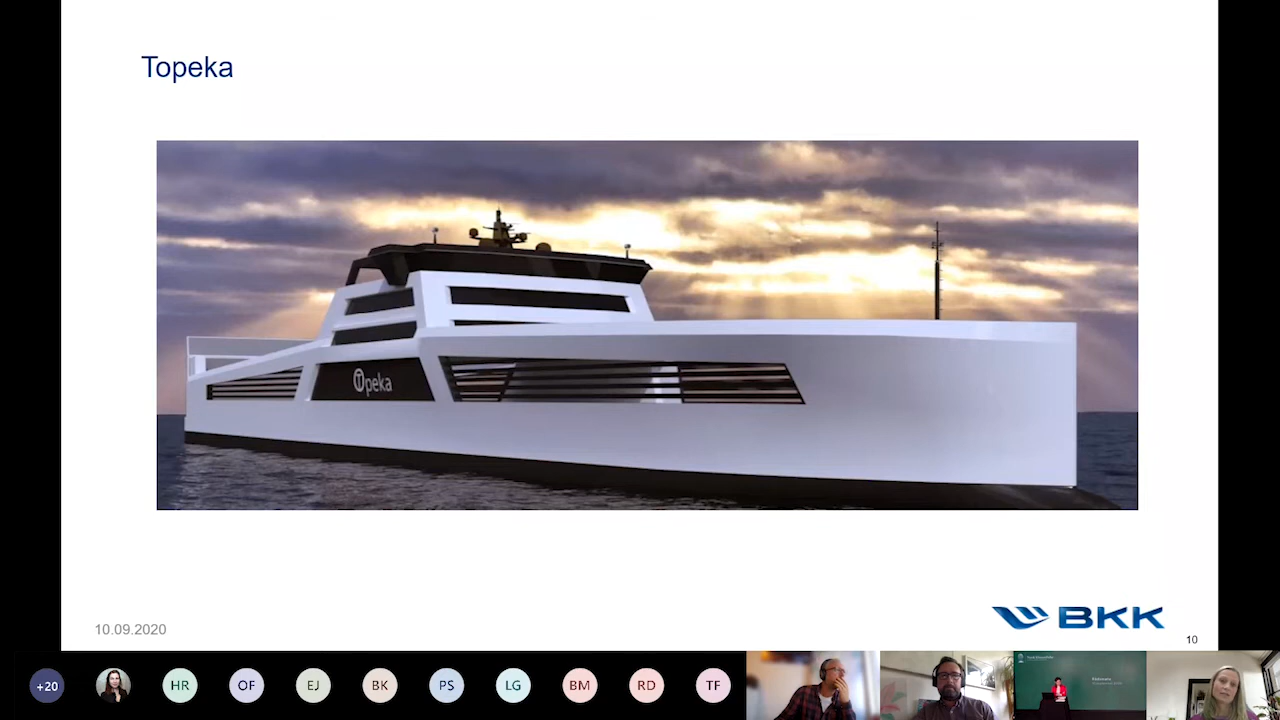 Topeka
Topeka
10.09.2020
BKK
10
+20
HR
OF
EJ
BK
PS
LG
BM
RD
TF